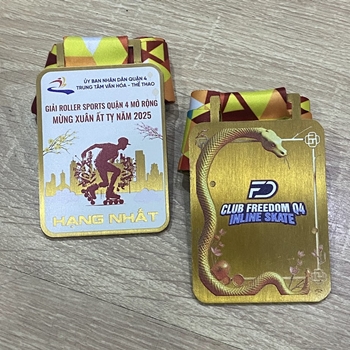 ỦY BAN NHÂN DÂN QUẬN 4
TRUNG TÂM VĂN HÓA - THỂ THAO
GIẢI ROLLER SPORTS QUẬN 4 MỞ RỘNG
MỪNG XUÂN ẤT TỴ NĂM 2025
HẠNG NHẤT
FD
CLUB FREEDOM Q4
INLINE SKATE